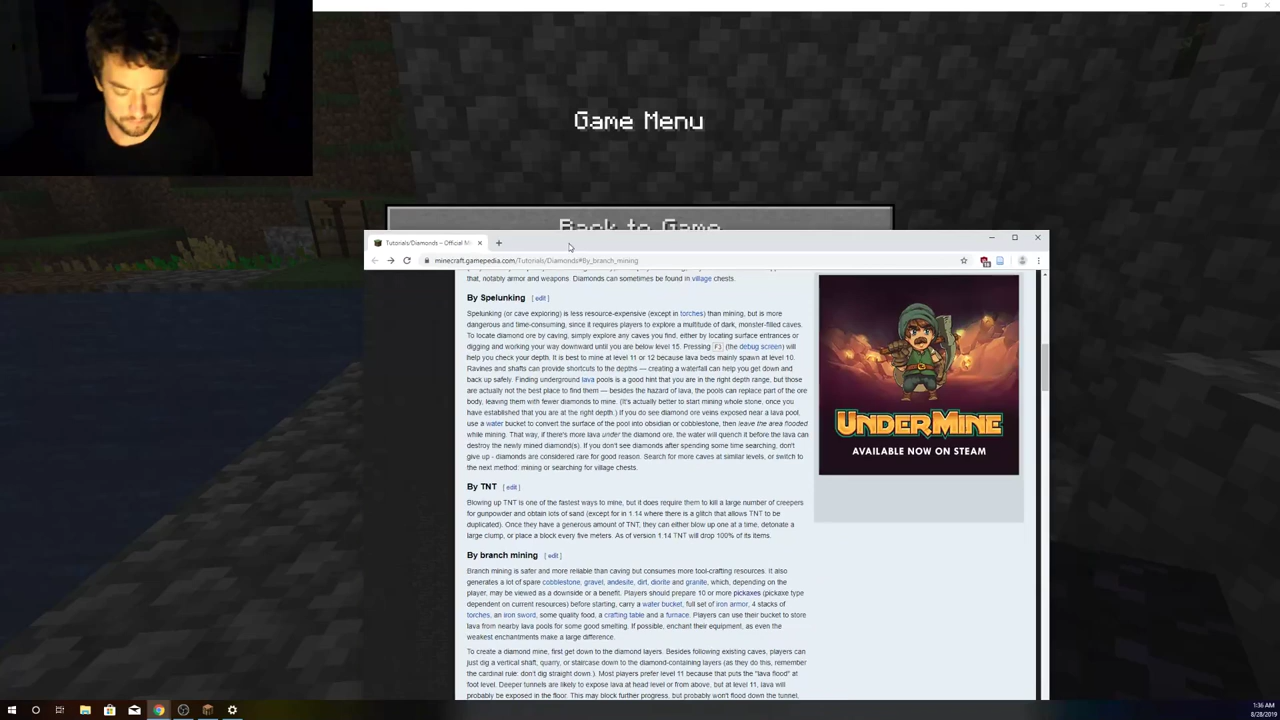 Game Menu
Back to Game
Tutorials/Diamonds – Official M
minecraft.gamepedia.com/Tutorials/Diamonds#By_branch_mining
that, notably armor and weapons. Diamonds can sometimes be found in village chests.
By Spelunking [ edit ]
Spelunking (or cave exploring) is less resource-expensive (except in torches) than mining, but is more
dangerous and time-consuming, since it requires players to explore a multitude of dark, monster-filled caves.
To locate diamond ore by caving, simply explore any caves you find, either by locating surface entrances or
digging and working your way downward until you are below level 15. Pressing F3 (the debug screen) will
help you check your depth. It is best to mine at level 11 or 12 because lava beds mainly spawn at level 10.
Ravines and shafts can provide shortcuts to the depths — creating a waterfall can help you get down and
back up safely. Finding underground lava pools is a good hint that you are in the right depth range, but those
are actually not the best place to find them — besides the hazard of lava, the pools can replace part of the ore
body, leaving them with fewer diamonds to mine. (It's actually better to start mining whole stone, once you
have established that you are at the right depth.) If you do see diamond ore veins exposed near a lava pool,
use a water bucket to convert the surface of the pool into obsidian or cobblestone, then leave the area flooded
while mining. That way, if there's more lava under the diamond ore, the water will quench it before the lava can
destroy the newly mined diamond(s). If you don't see diamonds after spending some time searching, don't
give up - diamonds are considered rare for good reason. Search for more caves at similar levels, or switch to
the next method: mining or searching for village chests.
UNDERMINE
AVAILABLE NOW ON STEAM
By TNT [ edit ]
Blowing up TNT is one of the fastest ways to mine, but it does require them to kill a large number of creepers
for gunpowder and obtain lots of sand (except for in 1.14 where there is a glitch that allows TNT to be
duplicated). Once they have a generous amount of TNT, they can either blow up one at a time, detonate a
large clump, or place a block every five meters. As of version 1.14 TNT will drop 100% of its items.
By branch mining [ edit ]
Branch mining is safer and more reliable than caving but consumes more tool-crafting resources. It also
generates a lot of spare cobblestone, gravel, andesite, dirt, diorite and granite, which, depending on the
player, may be viewed as a downside or a benefit. Players should prepare 10 or more pickaxes (pickaxe type
dependent on current resources) before starting, carry a water bucket, full set of iron armor, 4 stacks of
torches, an iron sword, some quality food, a crafting table and a furnace. Players can use their bucket to store
lava from nearby lava pools for some good smelting. If possible, enchant their equipment, as even the
weakest enchantments make a large difference.
To create a diamond mine, first get down to the diamond layers. Besides following existing caves, players can
just dig a vertical shaft, quarry, or staircase down to the diamond-containing layers (as they do this, remember
the cardinal rule: don't dig straight down.). Most players prefer level 11 because that puts the "lava flood" at
foot level. Deeper tunnels are likely to expose lava at head level or from above, but at level 11, lava will
probably be exposed in the floor. This may block further progress, but probably won't flood down the tunnel.
1:36 AM
8/28/2019